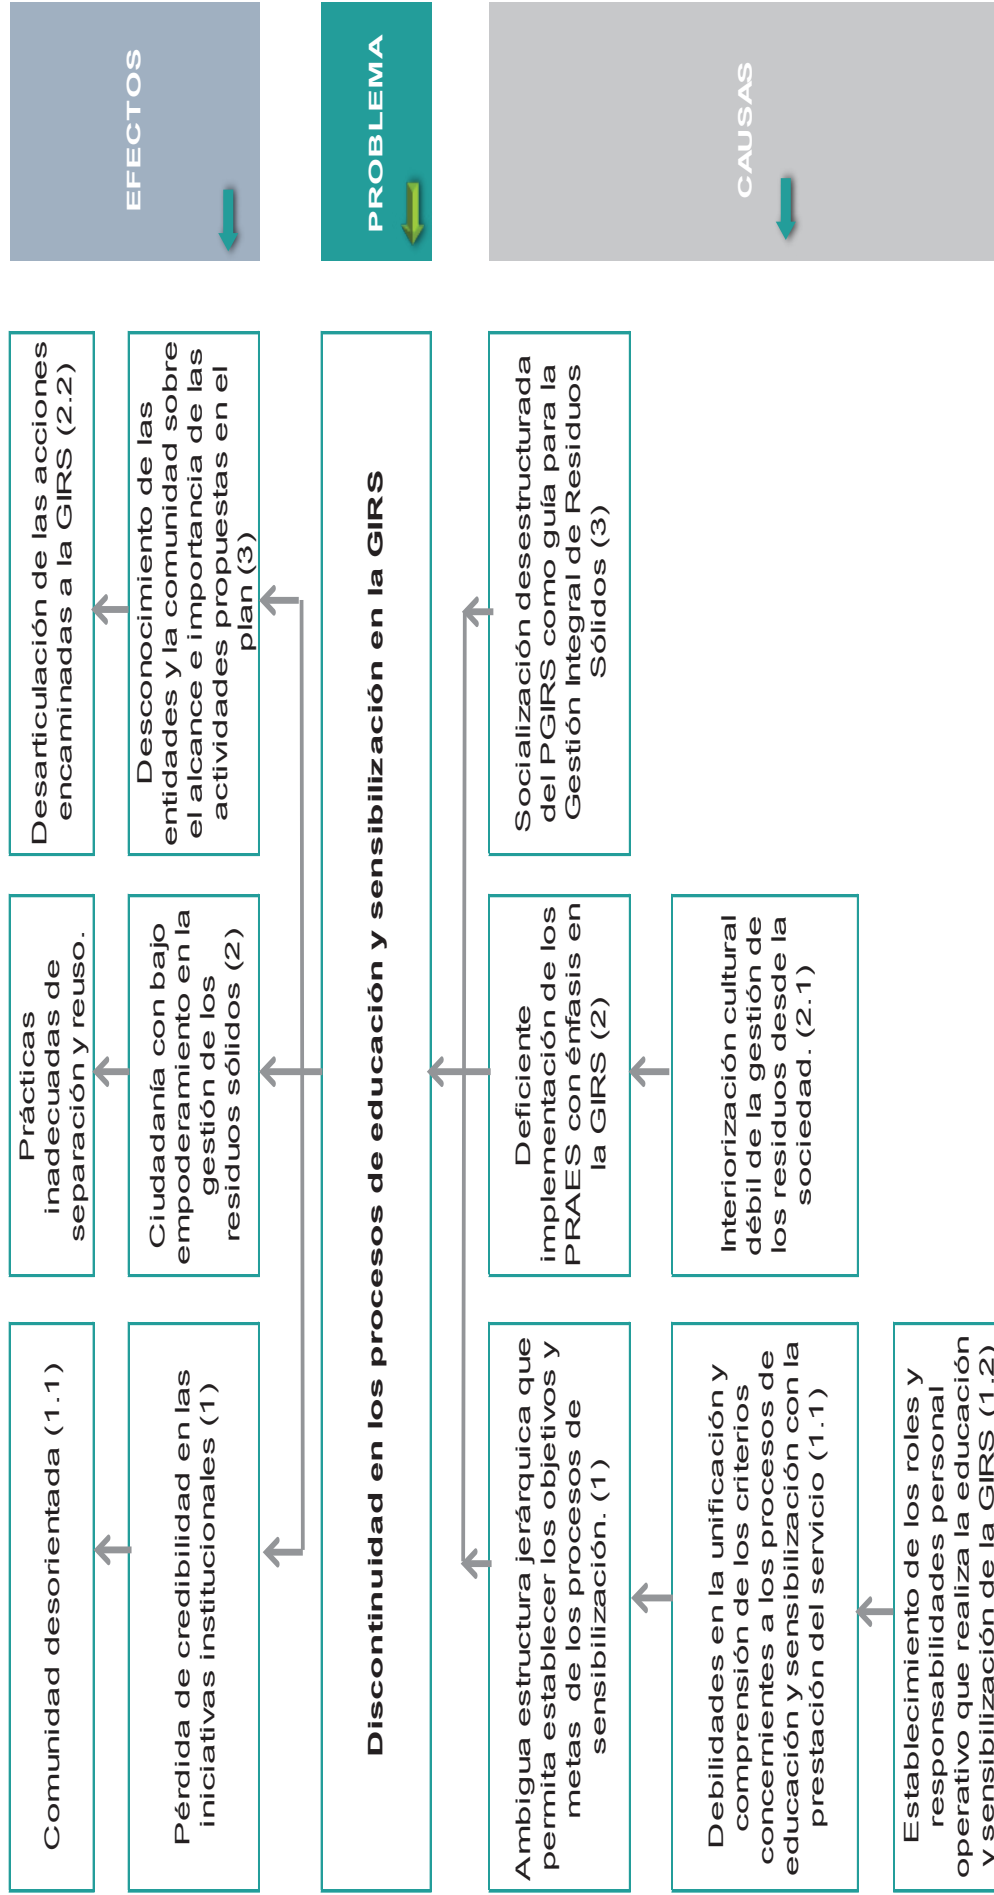 Comunidad desorientada (1.1)
Prácticas
inadecuadas de
separación y reuso.
Desarticulación de las acciones
encaminadas a la GIRS (2.2)
EFECTOS
Pérdida de credibilidad en las
iniciativas institucionales (1)
Ciudadanía con bajo
empoderamiento en la
gestión de los
residuos sólidos (2)
Desconocimiento de las
entidades y la comunidad sobre
el alcance e importancia de las
actividades propuestas en el
plan (3)
Discontinuidad en los procesos de educación y sensibilización en la GIRS
PROBLEMA
Ambigua estructura jerárquica que
permita establecer los objetivos y
metas de los procesos de
sensibilización. (1)
Deficiente
implementación de los
PRAES con énfasis en
la GIRS (2)
Socialización desestructurada
del PGIRS como guía para la
Gestión Integral de Residuos
Sólidos (3)
CAUSAS
Debilidades en la unificación y
comprensión de los criterios
concernientes a los procesos de
educación y sensibilización con la
prestación del servicio (1.1)
Interiorización cultural
débil de la gestión de
los residuos desde la
sociedad. (2.1)
Establecimiento de los roles y
responsabilidades personal
operativo que realiza la educación
y sensibilización de la GIRS (1.2)